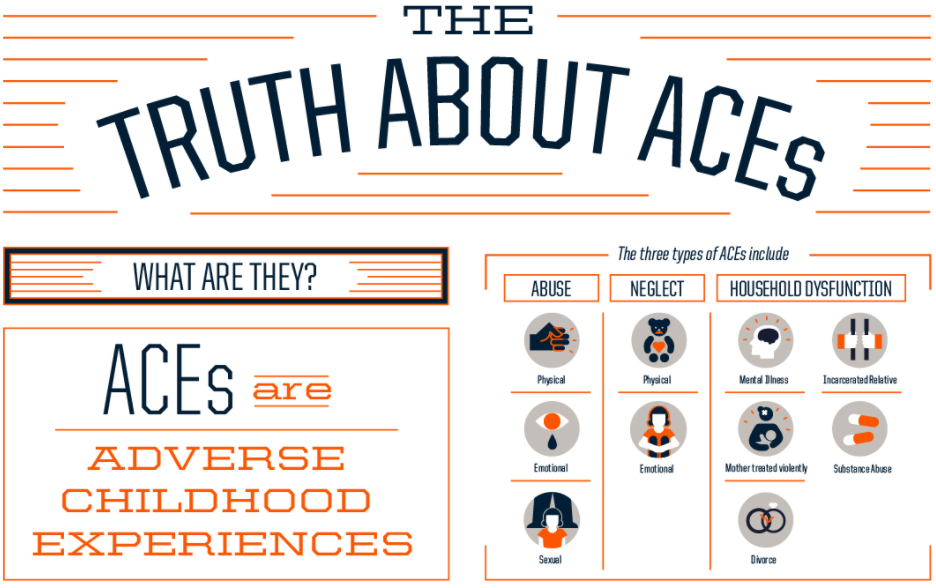 THE
TRUTH ABOUT ACEs
WHAT ARE THEY?
ACEs are
ADVERSE
CHILDHOOD
EXPERIENCES
The three types of ACEs include
ABUSE
Physical
Emotional
Sexual
NEGLECT
Physical
Emotional
HOUSEHOLD DYSFUNCTION
Mental Illness
Incarcerated Relative
Mother treated violently
Substance Abuse
Divorce